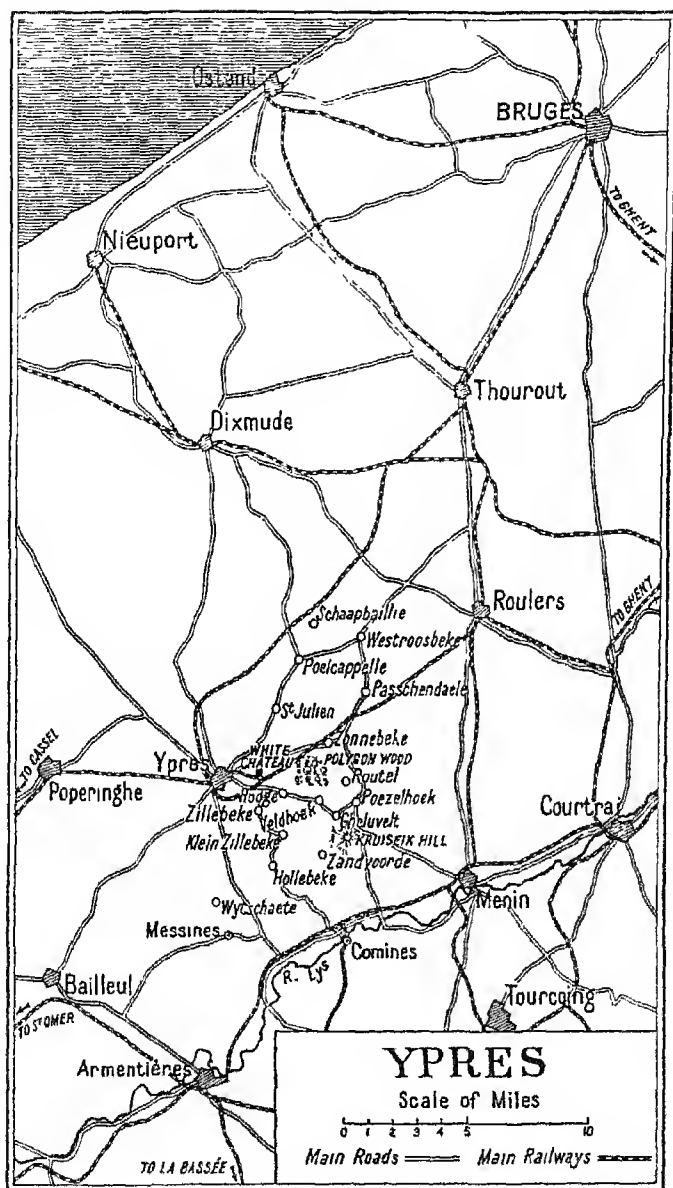 Ostend
BRUGES
TO GHENT
Nieuport
Thourout
Dixmude
Roulers
TO GHENT
Schaapbaillie
Westroosbeke
Poelcappelle
Passchendaele
St Julien
Zonnebeke
Ypres
WHITE
CHATEAU
POLYGON WOOD
TO CASSEL
Poperinghe
Routel
Hooge
Poezelhoek
Courtrai
Zillebeke
Veldhoek
Gheluvelt
Klein Zillebeke
KRUISEIK HILL
Zandvoorde
Hollebeke
Menin
Wytschaete
Messines
Comines
R. Lys
Bailleul
Tourcoing
TO ST OMER
Armentières
TO LA BASSÉE
YPRES
Scale of Miles
0 1 2 3 4 5 10
Main Roads Main Railways